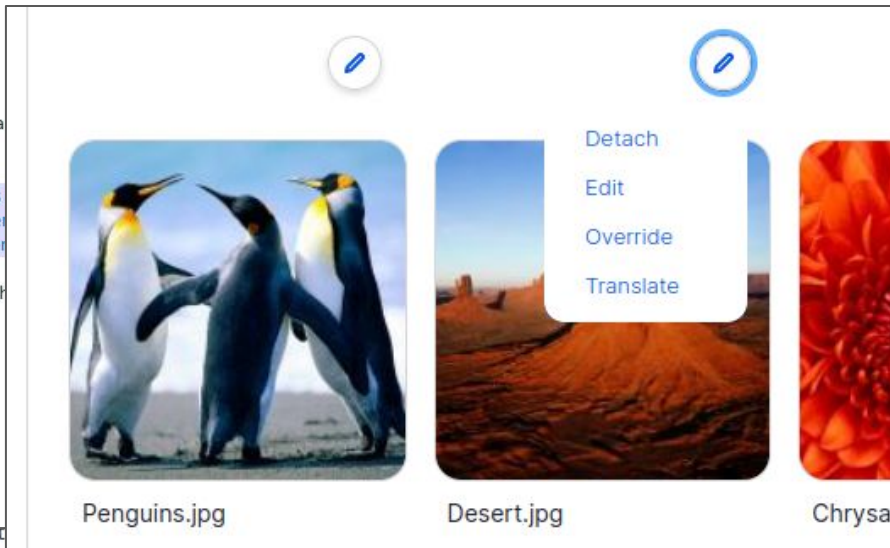 Detach
Edit
Override
Translate
Penguins.jpg
Desert.jpg
Chrysa